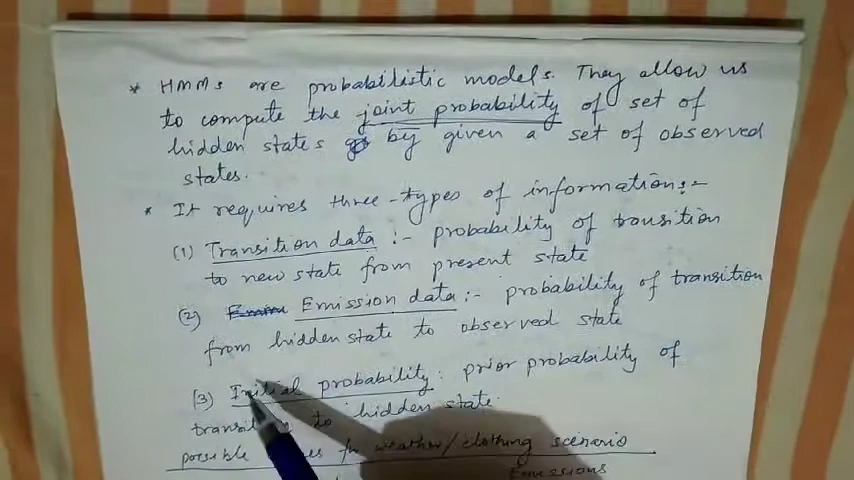 * HMMs are probabilistic models. They allow us
to compute the joint probability of set of
hidden states by given a set of observed
states.
* It requires three-types of information:-
(1) Transition data :- probability of transition
to new state from present state
(2) Emission data :- probability of transition
from hidden state to observed state
(3) Initial probability : prior probability of
to hidden state.
possible for weather/clothing scenario
Emissions